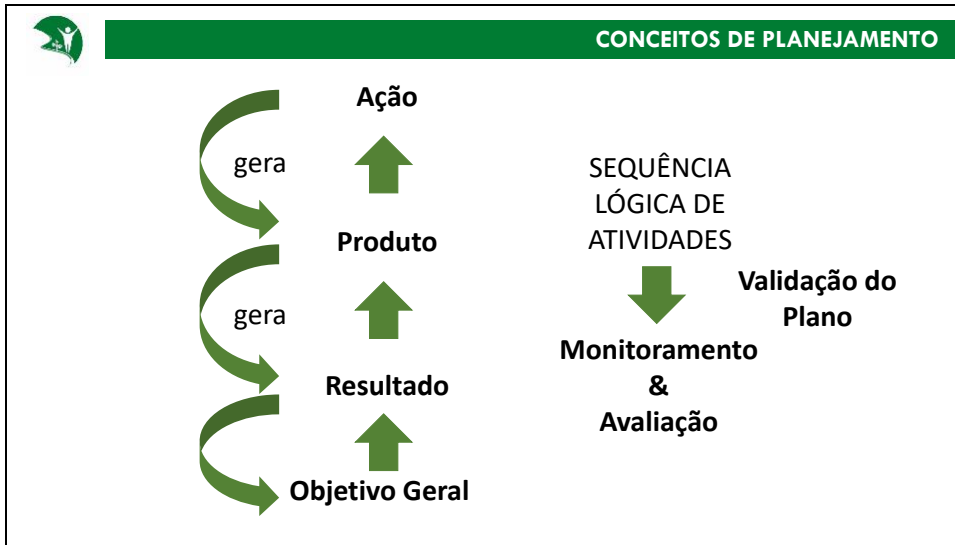 CONCEITOS DE PLANEJAMENTO
Ação
gera
Produto
gera
Resultado
Objetivo Geral
SEQUÊNCIA
LÓGICA DE
ATIVIDADES
Validação do
Plano
Monitoramento
&
Avaliação